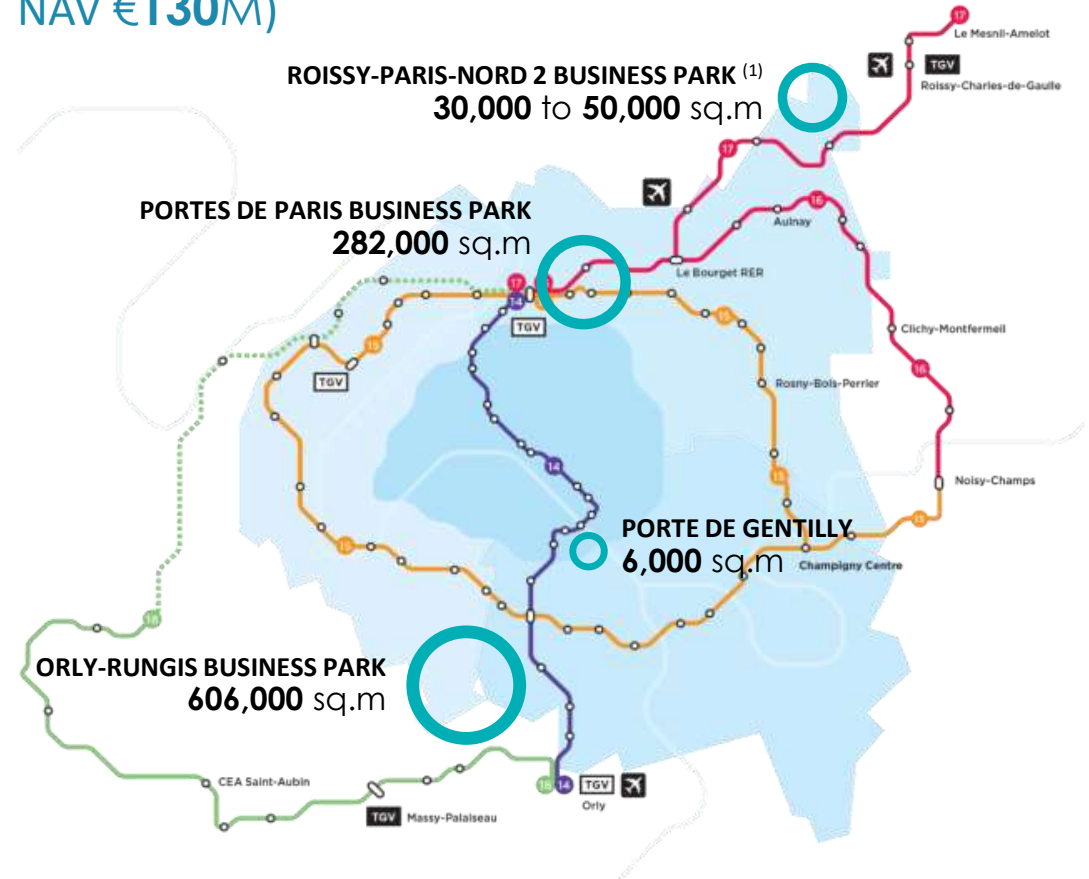 NAV €130M)
17
Le Mesnil-Amelot
TGV
Roissy-Charles-de-Gaulle
ROISSY-PARIS-NORD 2 BUSINESS PARK (1)
30,000 to 50,000 sq.m
17
PORTES DE PARIS BUSINESS PARK
282,000 sq.m
16
Aulnay
Le Bourget RER
17
14
TGV
15
Clichy-Montfermeil
15
TGV
16
Rosny-Bois-Perrier
14
15
Noisy-Champs
15
PORTE DE GENTILLY
6,000 sq.m
Champigny Centre
15
18
ORLY-RUNGIS BUSINESS PARK
606,000 sq.m
CEA Saint-Aubin
18 14 TGV
Orly
TGV Massy-Palaiseau